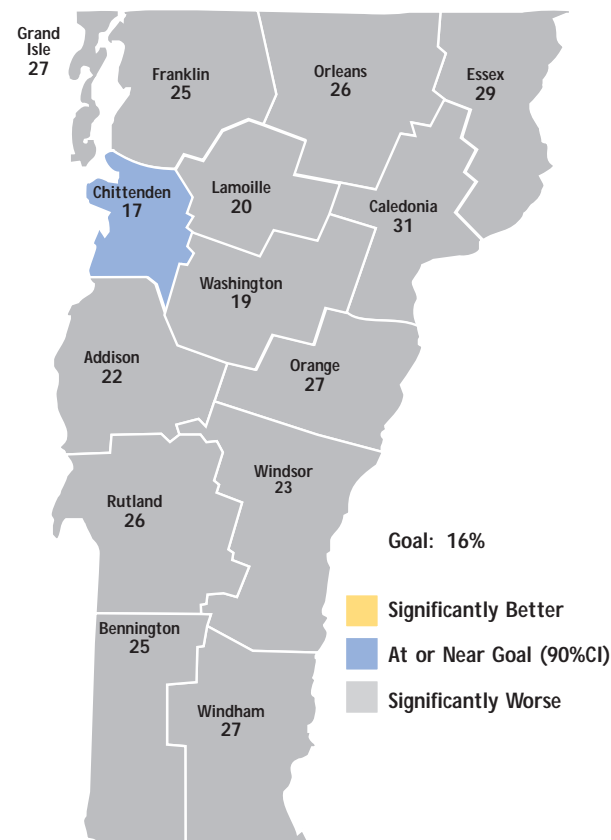 Grand
Isle
27
Franklin
25
Orleans
26
Essex
29
Chittenden
17
Lamoille
20
Caledonia
31
Washington
19
Addison
22
Orange
27
Windsor
23
Rutland
26
Goal: 16%
Significantly Better
At or Near Goal (90%CI)
Significantly Worse
Bennington
25
Windham
27